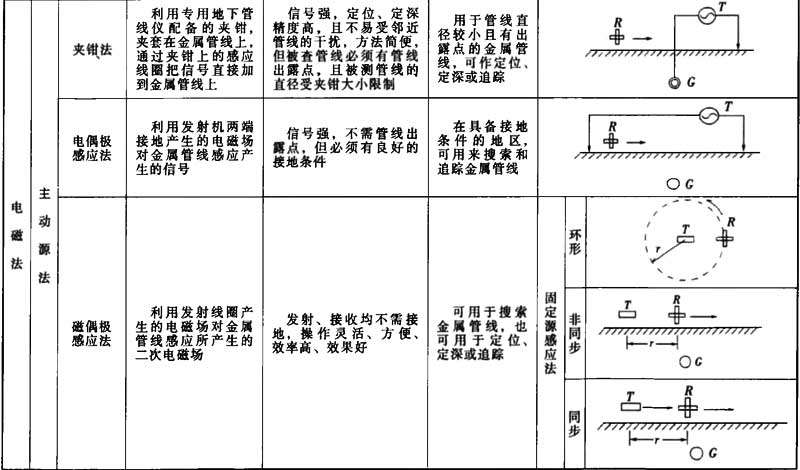 电磁法
主动源法
夹钳法
利用专用地下管
线仪配备的夹钳，
夹套在金属管线上，
通过夹钳上的感应
线圈把信号直接加
到金属管线上
信号强，定位、定深
精度高，且不易受邻近
管线的干扰，方法简便，
但被查管线必须有管线
出露点，且被测管线的
直径受夹钳大小限制
用于管线直
径较小且有出
露点的金属管
线，可作定位、
定深或追踪
T
R
G
电偶极
感应法
利用发射机两端
接地产生的电磁场
对金属管线感应产
生的信号
信号强，不需管线出
露点，但必须有良好的
接地条件
在具备接地
条件的地区，
可用来搜索和
追踪金属管线
T
R
G
磁偶极
感应法
利用发射线圈产
生的电磁场对金属
管线感应所产生的
二次电磁场
发射、接收均不需接
地，操作灵活、方便、
效率高、效果好
可用于搜索
金属管线，也
可用于定位、
定深或追踪
固定源感应法
环形
T
R
r
非同步
T
R
r
G
同步
T
R
r
G